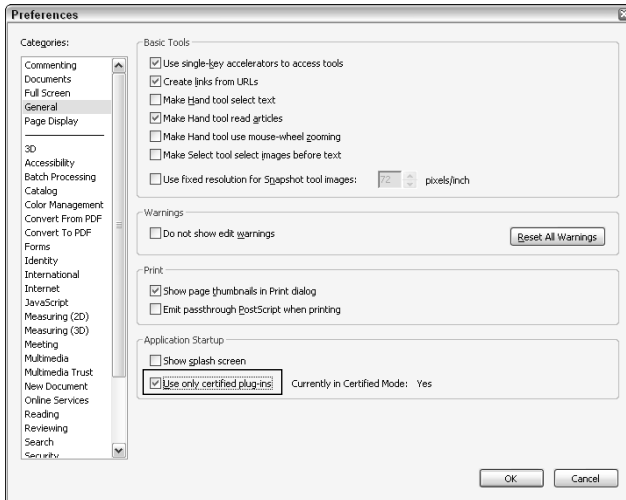 Preferences
Categories:
Commenting
Documents
Full Screen
General
Page Display
3D
Accessibility
Batch Processing
Catalog
Color Management
Convert From PDF
Convert To PDF
Forms
Identity
International
Internet
JavaScript
Measuring (2D)
Measuring (3D)
Meeting
Multimedia
Multimedia Trust
New Document
Online Services
Reading
Reviewing
Search
Security
Basic Tools
Use single-key accelerators to access tools
Create links from URLs
Make Hand tool select text
Make Hand tool read articles
Make Hand tool use mouse-wheel zooming
Make Select tool select images before text
Use fixed resolution for Snapshot tool images: 72 pixels/inch
Warnings
Do not show edit warnings
Reset All Warnings
Print
Show page thumbnails in Print dialog
Emit passthrough PostScript when printing
Application Startup
Show splash screen
Use only certified plug-ins Currently in Certified Mode: Yes
OK Cancel